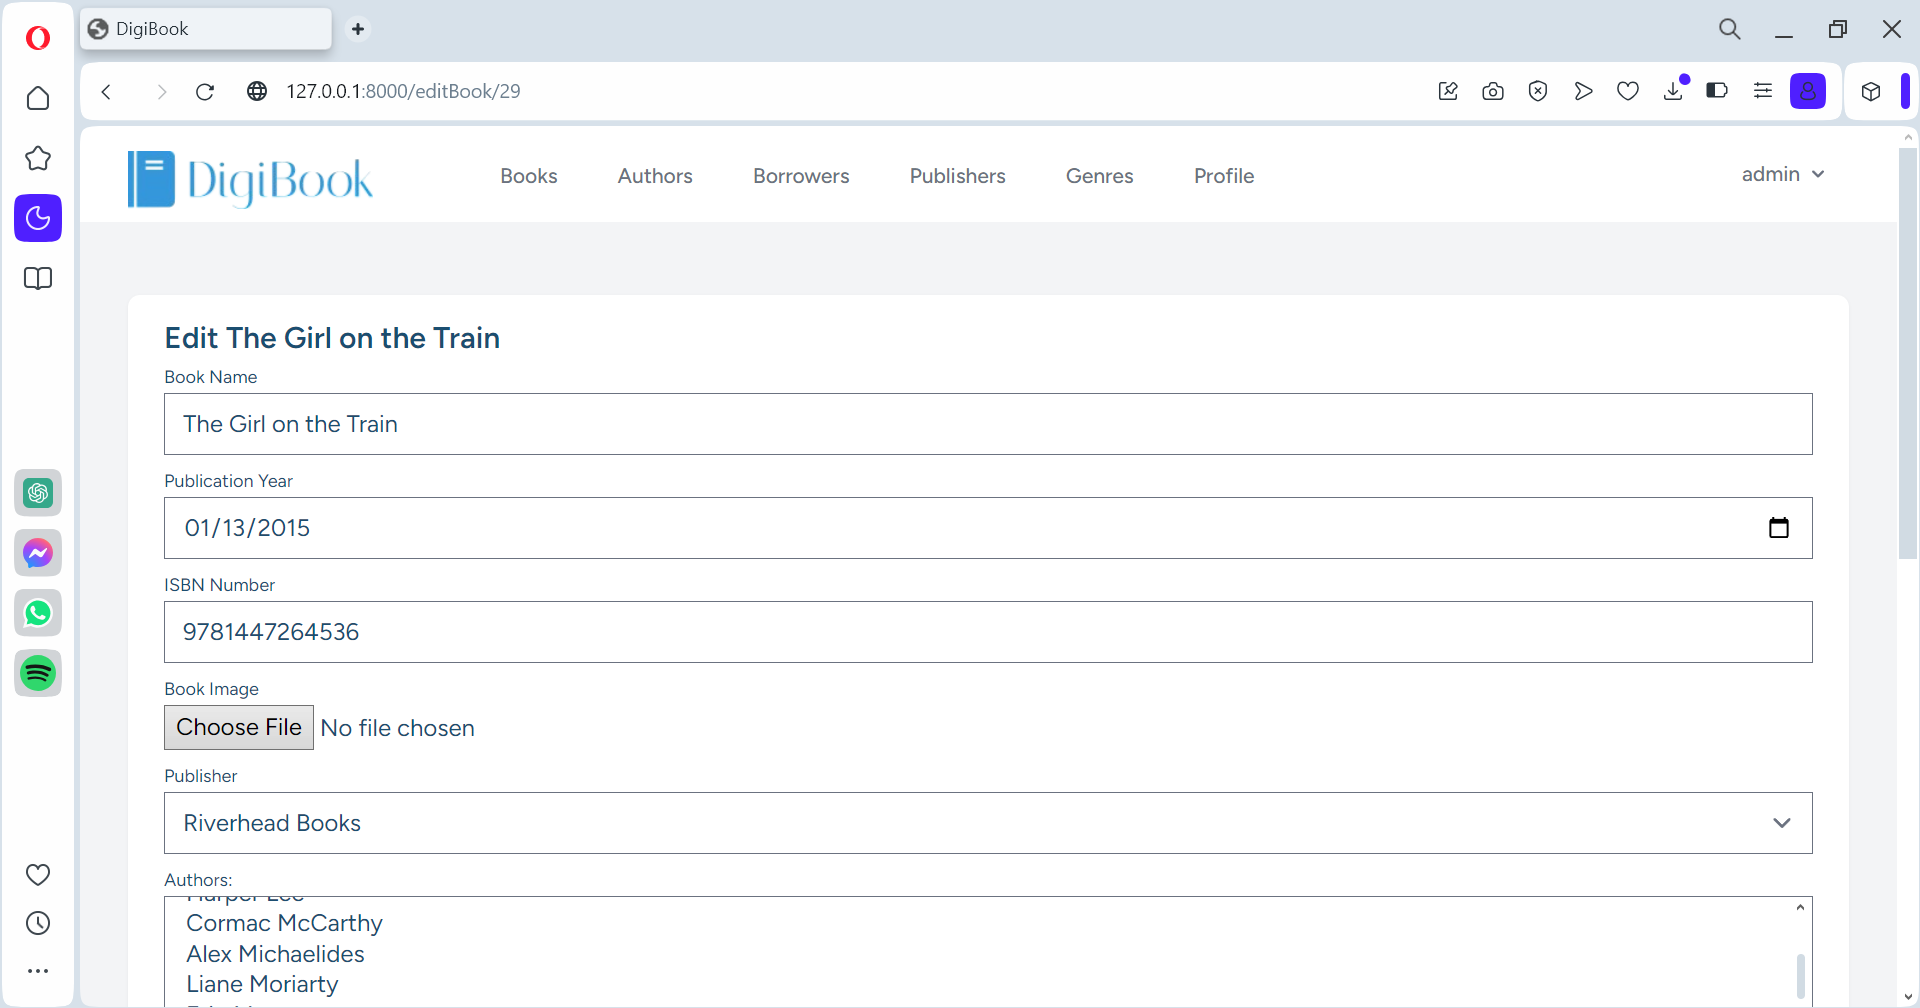 DigiBook
127.0.0.1:8000/editBook/29
DigiBook
Books
Authors
Borrowers
Publishers
Genres
Profile
admin
Edit The Girl on the Train
Book Name
The Girl on the Train
Publication Year
01/13/2015
ISBN Number
9781447264536
Book Image
Choose File No file chosen
Publisher
Riverhead Books
Authors:
Harper Lee
Cormac McCarthy
Alex Michaelides
Liane Moriarty